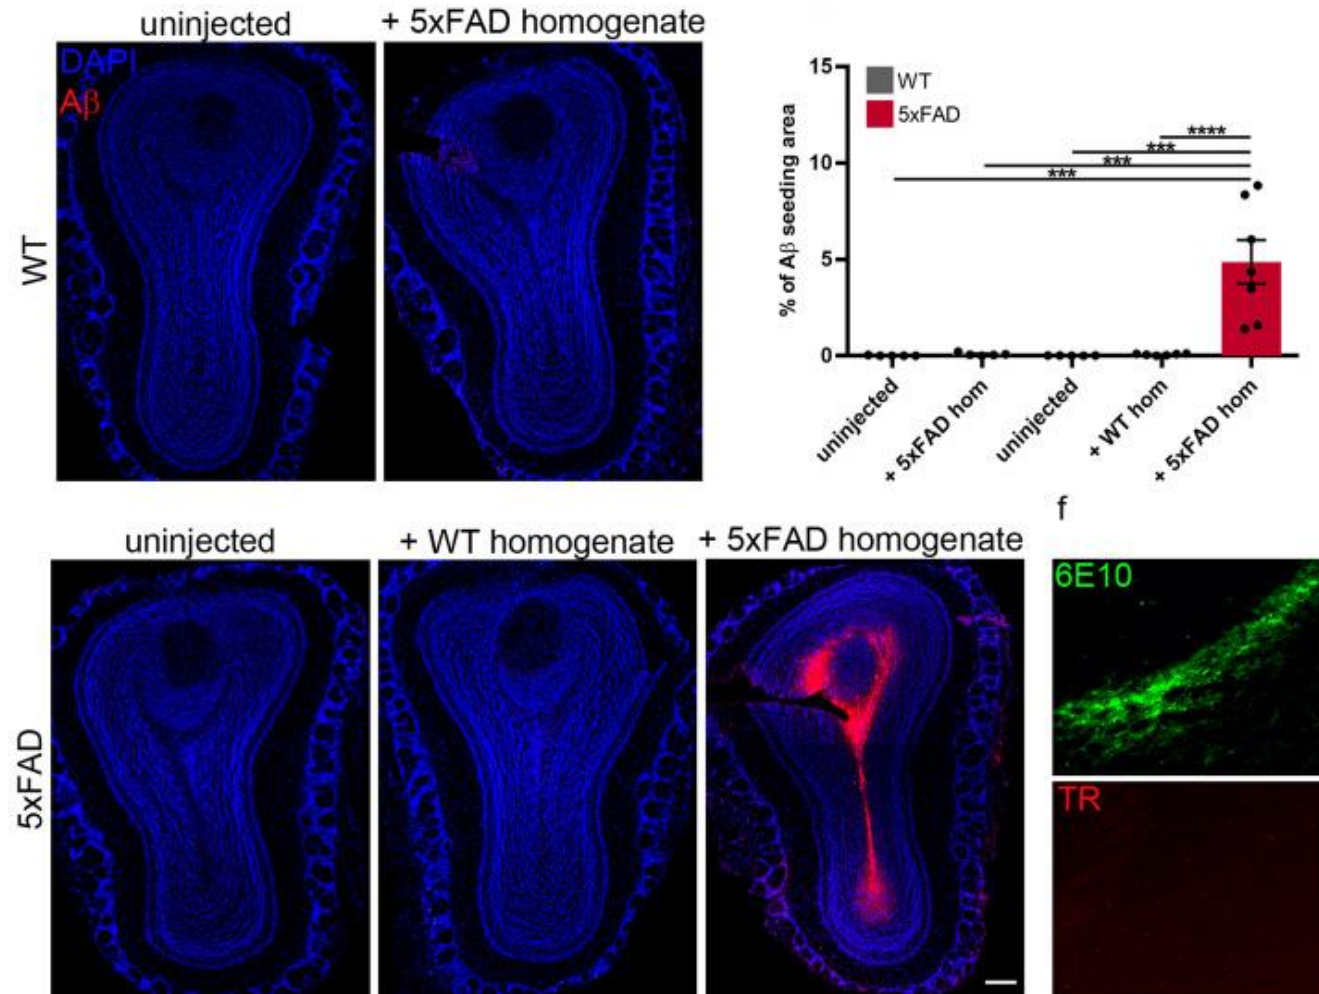 uninjected
+ 5xFAD homogenate
DAPI
Aβ
WT
15
10
5
0
% of Aβ seeding area
WT
5xFAD
****
***
***
***
uninjected
+ 5xFAD hom
uninjected
+ WT hom
+ 5xFAD hom
f
uninjected
+ WT homogenate
+ 5xFAD homogenate
5xFAD
6E10
TR